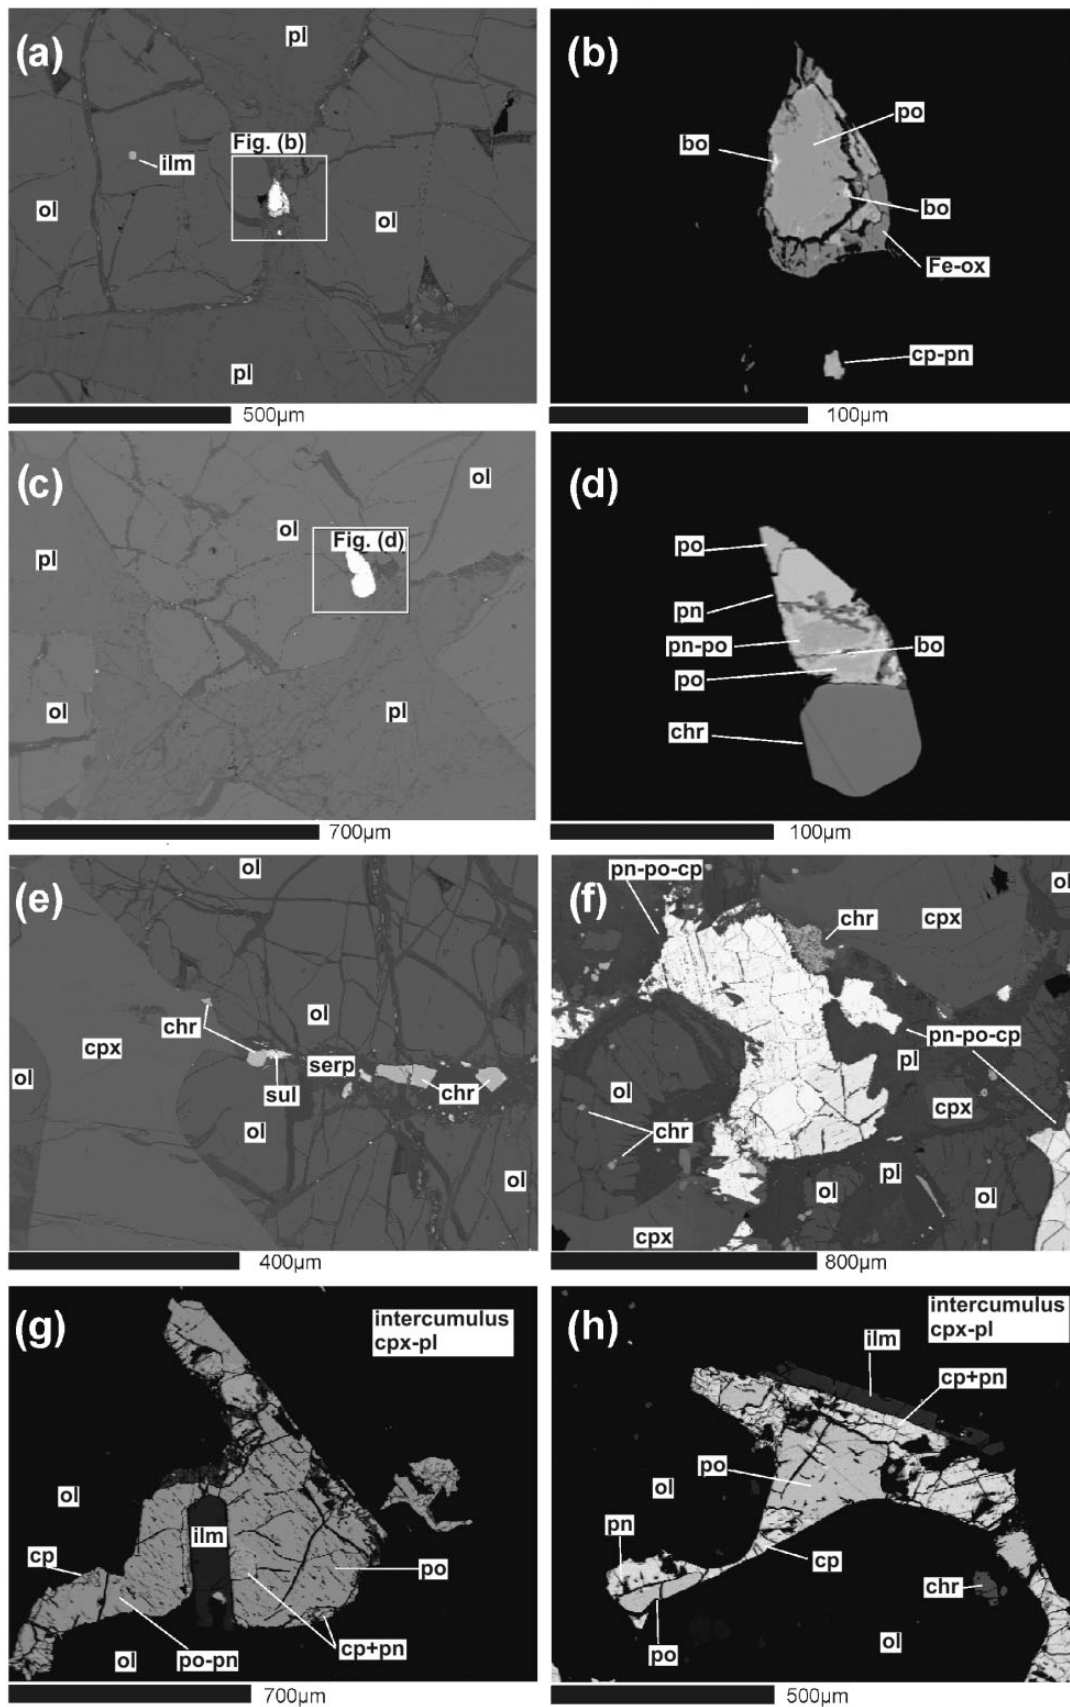 (a)
pl
Fig. (b)
ilm
ol
ol
pl
500µm
(b)
po
bo
bo
Fe-ox
cp-pn
100µm
(c)
ol
ol
Fig. (d)
pl
ol
pl
700µm
(d)
po
pn
pn-po
bo
po
chr
100µm
(e)
ol
chr
ol
cpx
ol
serp
sul
chr
ol
ol
400µm
(f)
pn-po-cp
ol
chr
cpx
pn-po-cp
pl
ol
cpx
chr
pl
ol
ol
cpx
800µm
(g)
intercumulus
cpx-pl
ol
ilm
cp
po
cp+pn
ol
po-pn
700µm
(h)
intercumulus
cpx-pl
ilm
cp+pn
po
ol
pn
cp
chr
po
ol
500µm